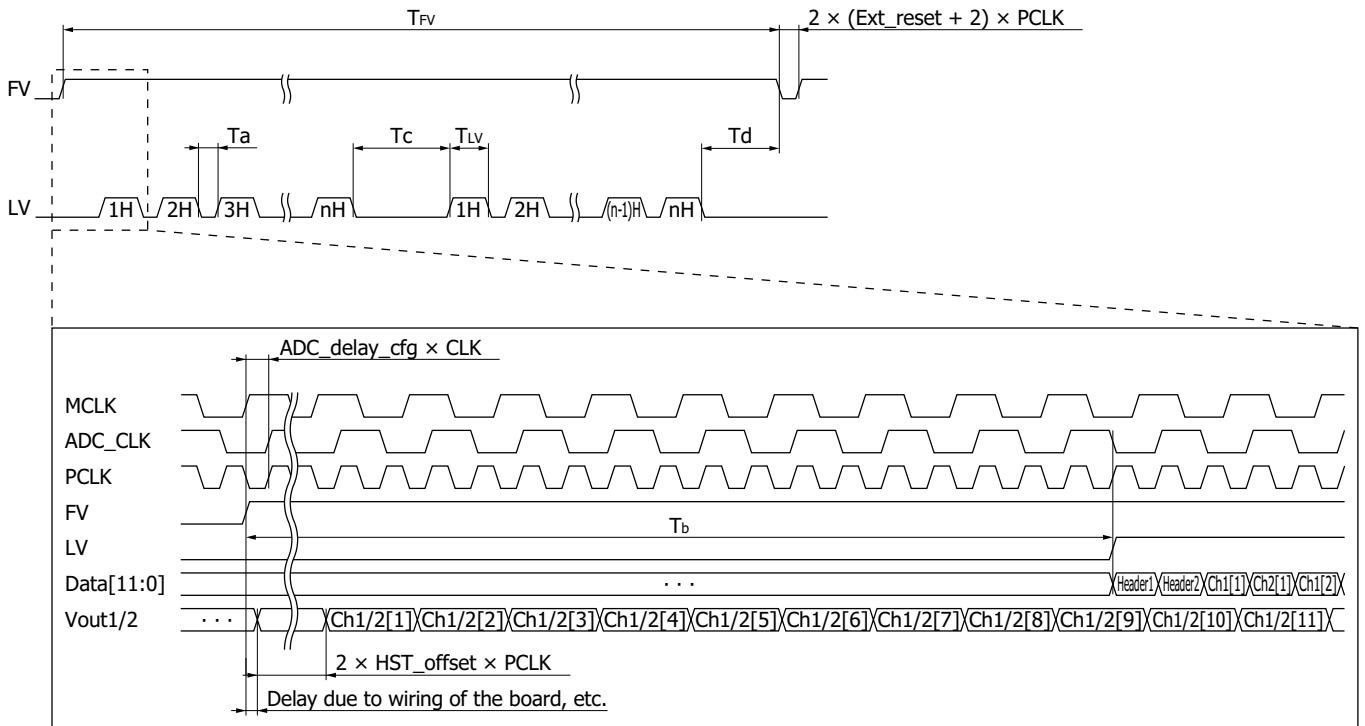 TFV
2 × (Ext_reset + 2) × PCLK
FV
Ta
Tc
TLV
Td
LV
1H 2H 3H nH 1H 2H (n-1)H nH
ADC_delay_cfg × CLK
MCLK
ADC_CLK
PCLK
FV
Tb
LV
Data[11:0] · · · Header1 Header2 Ch1[1] Ch2[1] Ch1[2]
Vout1/2 · · · Ch1/2[1] Ch1/2[2] Ch1/2[3] Ch1/2[4] Ch1/2[5] Ch1/2[6] Ch1/2[7] Ch1/2[8] Ch1/2[9] Ch1/2[10] Ch1/2[11]
2 × HST_offset × PCLK
Delay due to wiring of the board, etc.